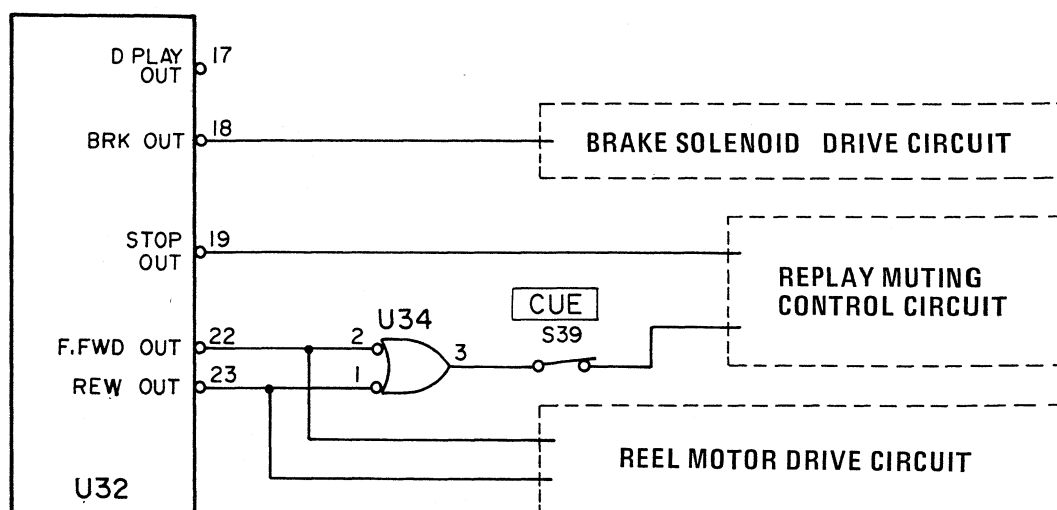 D PLAY
OUT
17
BRK OUT
18
BRAKE SOLENOID DRIVE CIRCUIT
STOP
OUT
19
REPLAY MUTING
CONTROL CIRCUIT
CUE
S39
U34
F.FWD OUT
22
2
3
REW OUT
23
1
REEL MOTOR DRIVE CIRCUIT
U32